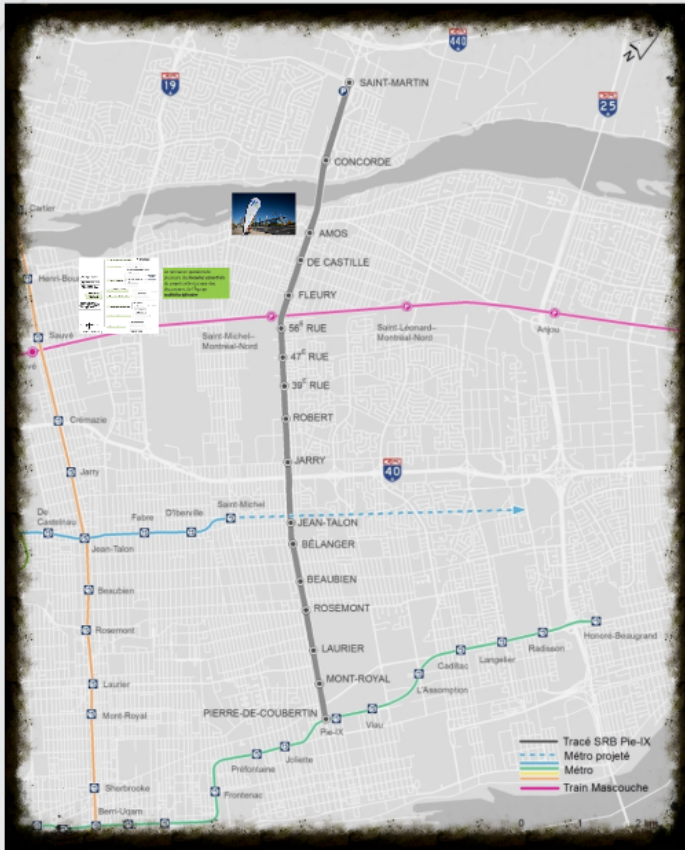 440
N
19
25
SAINT-MARTIN
P
CONCORDE
Cartier
AMOS
DE CASTILLE
FLEURY
56E RUE
Saint-Michel–
Montréal-Nord
Saint-Léonard–
Montréal-Nord
Anjou
Sauvé
47E RUE
39E RUE
ROBERT
Crémazie
JARRY
Jarry
40
De
Castelnau
Fabre
D'Iberville
Saint-Michel
JEAN-TALON
Jean-Talon
BÉLANGER
Beaubien
BEAUBIEN
ROSEMONT
Rosemont
Honoré-Beaugrand
Radisson
Langelier
Cadillac
LAURIER
L'Assomption
Laurier
MONT-ROYAL
Mont-Royal
PIERRE-DE-COUBERTIN
Pie-IX
Viau
Joliette
Préfontaine
Frontenac
Sherbrooke
Berri-Uqam
Tracé SRB Pie-IX
Métro projeté
Métro
Train Mascouche
0 1 2 km